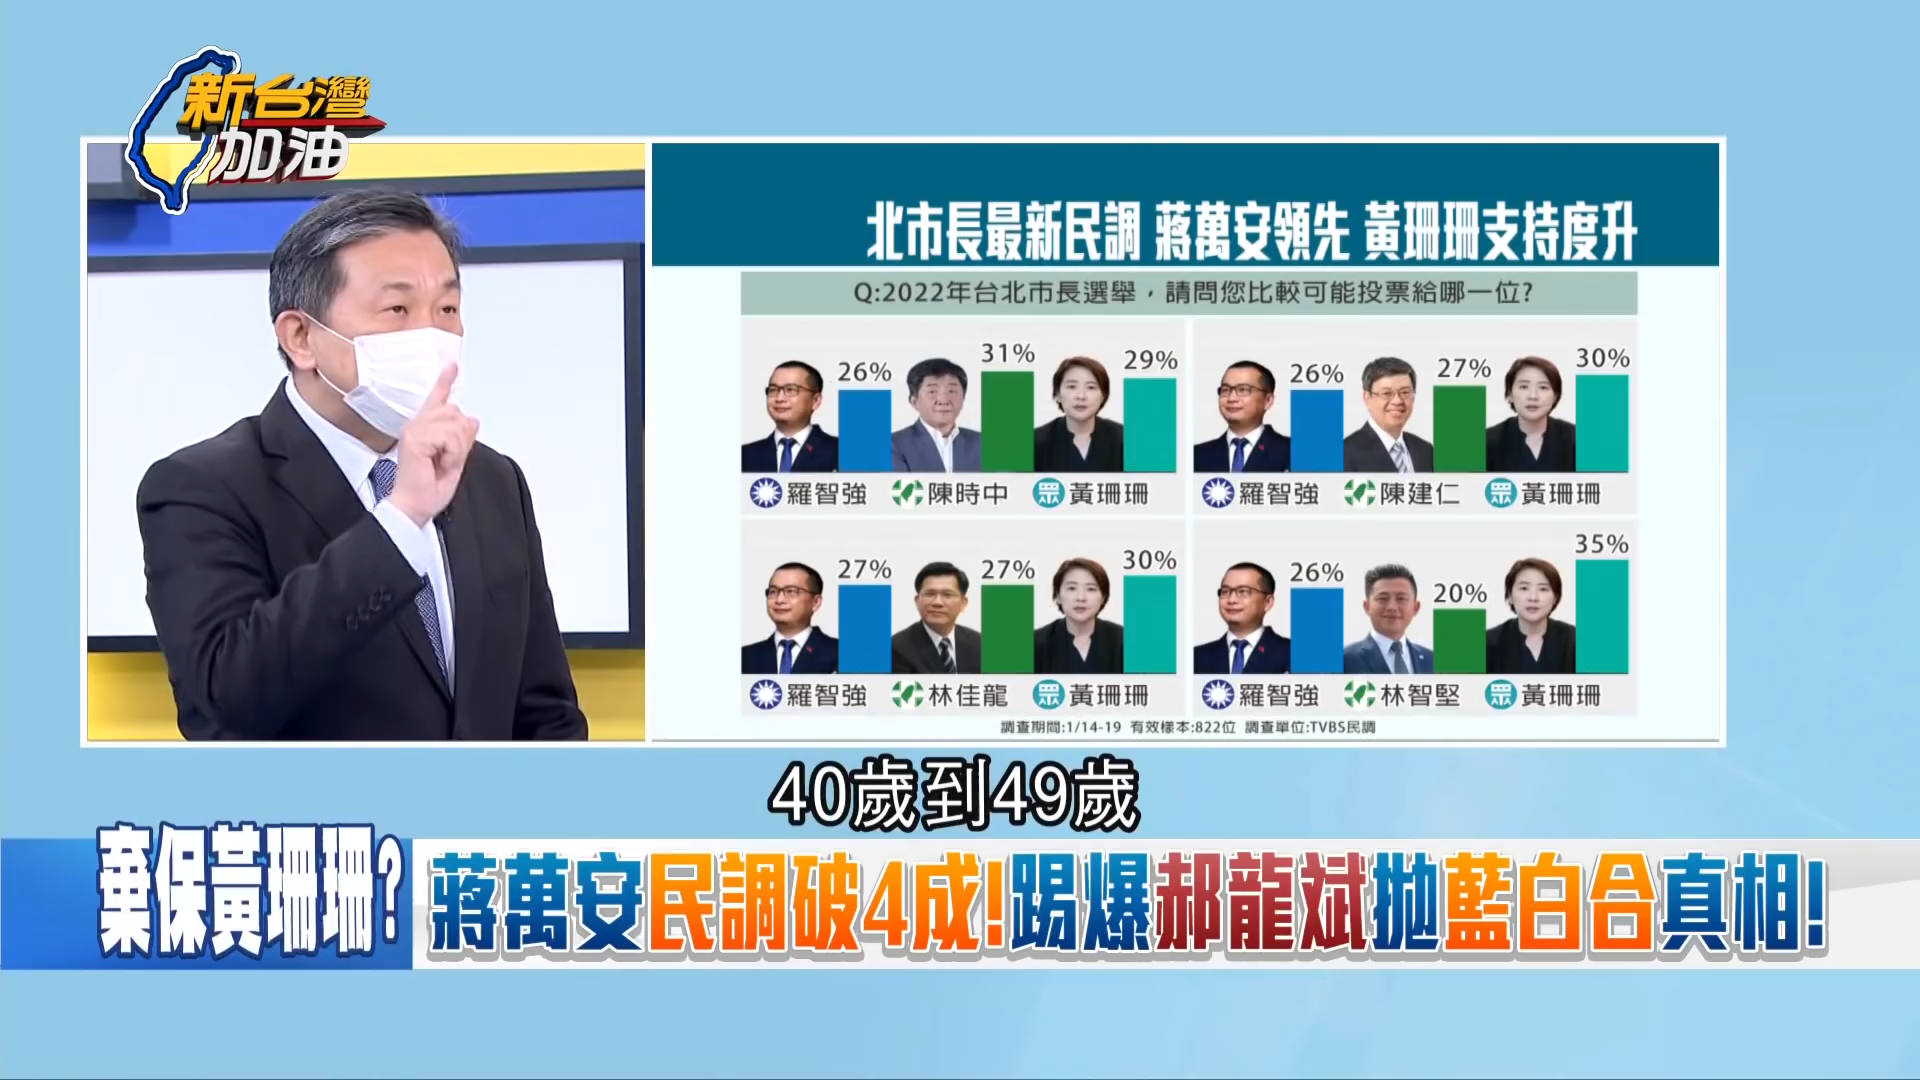 新台灣
加油
北市長最新民調 蔣萬安領先 黃珊珊支持度升
Q:2022年台北市長選舉，請問您比較可能投票給哪一位?
26% 31% 29%
羅智強 陳時中 眾 黃珊珊
26% 27% 30%
羅智強 陳建仁 眾 黃珊珊
27% 27% 30%
羅智強 林佳龍 眾 黃珊珊
26% 20% 35%
羅智強 林智堅 眾 黃珊珊
調查期間:1/14-19 有效樣本:822位 調查單位:TVBS民調
40歲到49歲
棄保黃珊珊?
蔣萬安民調破4成!踢爆郝龍斌拋藍白合真相!